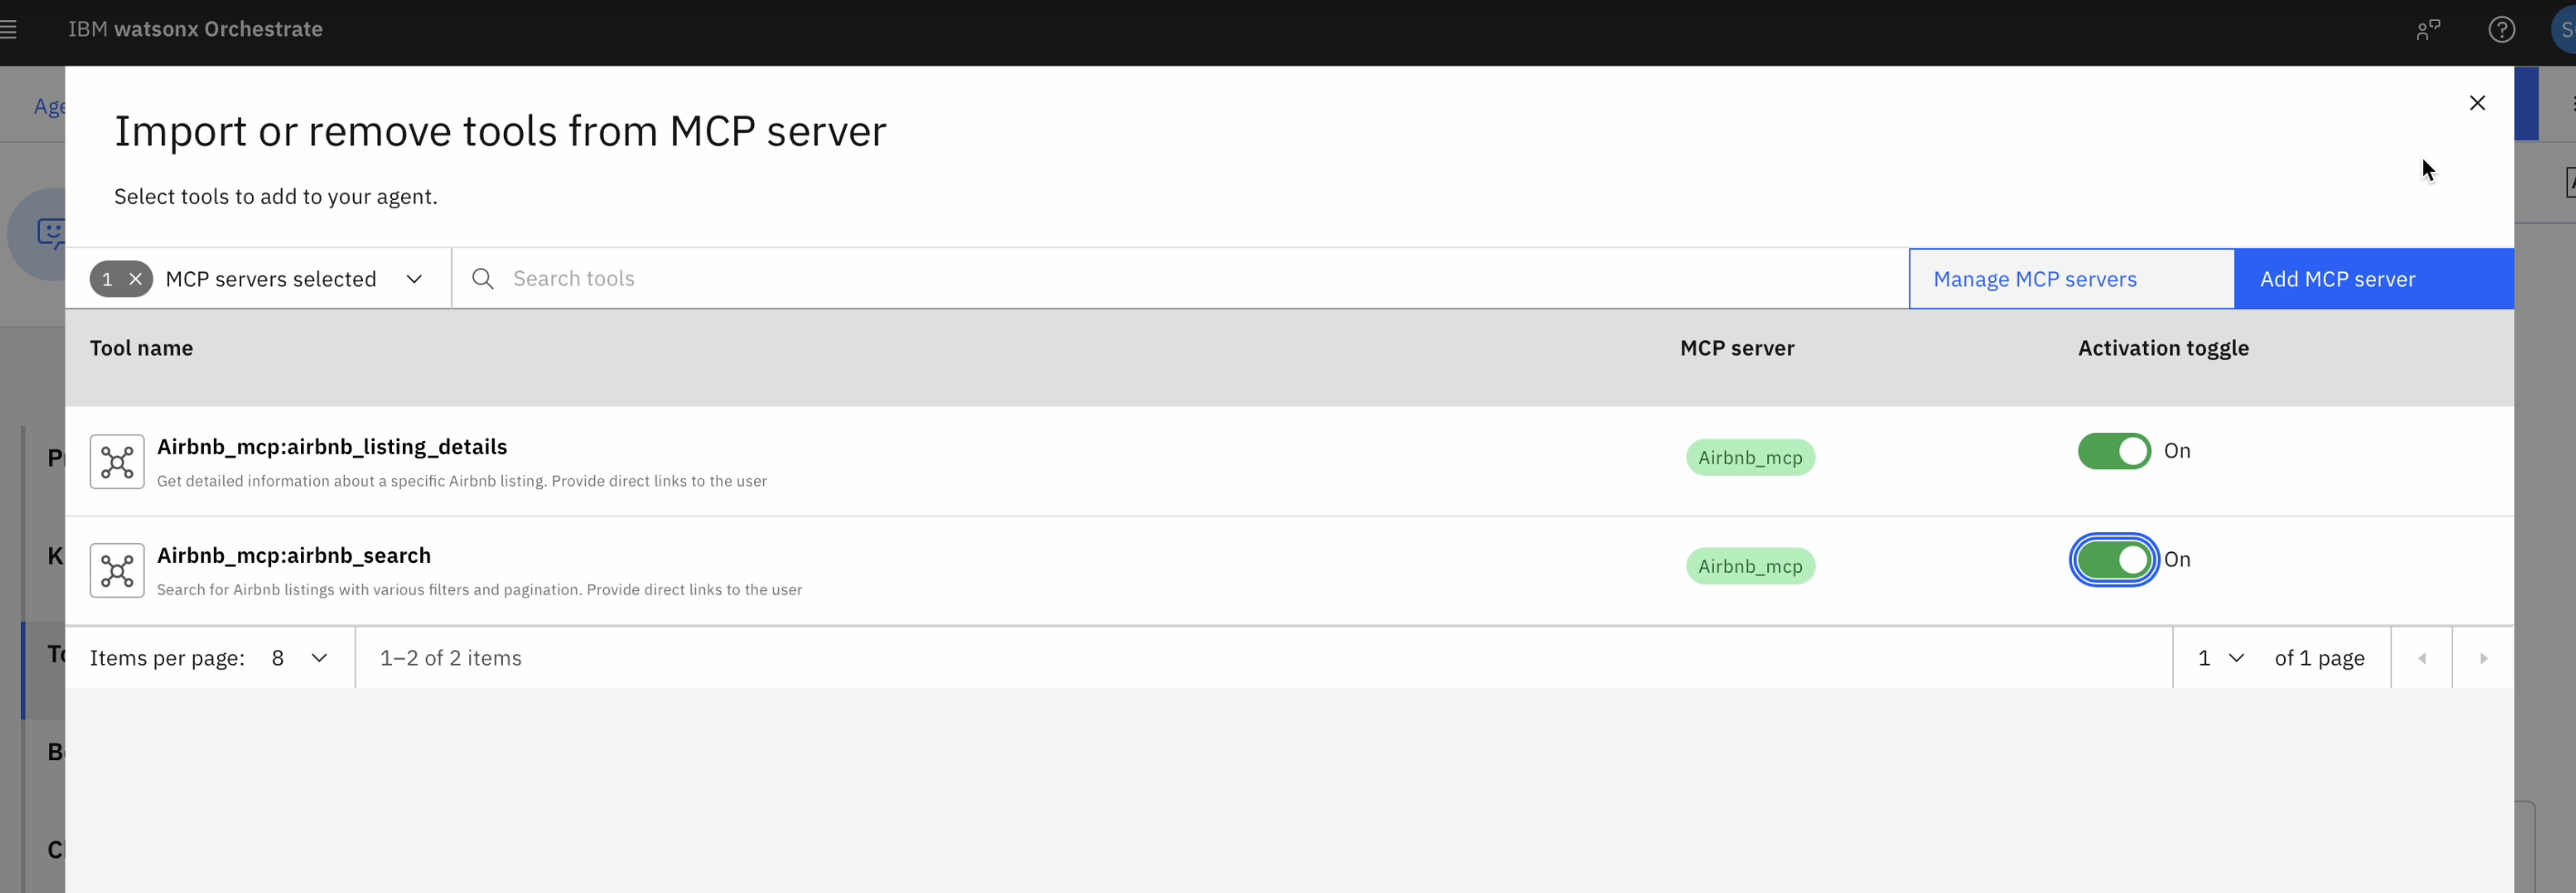 IBM watsonx Orchestrate
Import or remove tools from MCP server
Select tools to add to your agent.
1 MCP servers selected
Search tools
Manage MCP servers
Add MCP server
Tool name
MCP server
Activation toggle
Airbnb_mcp:airbnb_listing_details
Get detailed information about a specific Airbnb listing. Provide direct links to the user
Airbnb_mcp
On
Airbnb_mcp:airbnb_search
Search for Airbnb listings with various filters and pagination. Provide direct links to the user
Airbnb_mcp
On
Items per page: 8
1–2 of 2 items
1 of 1 page